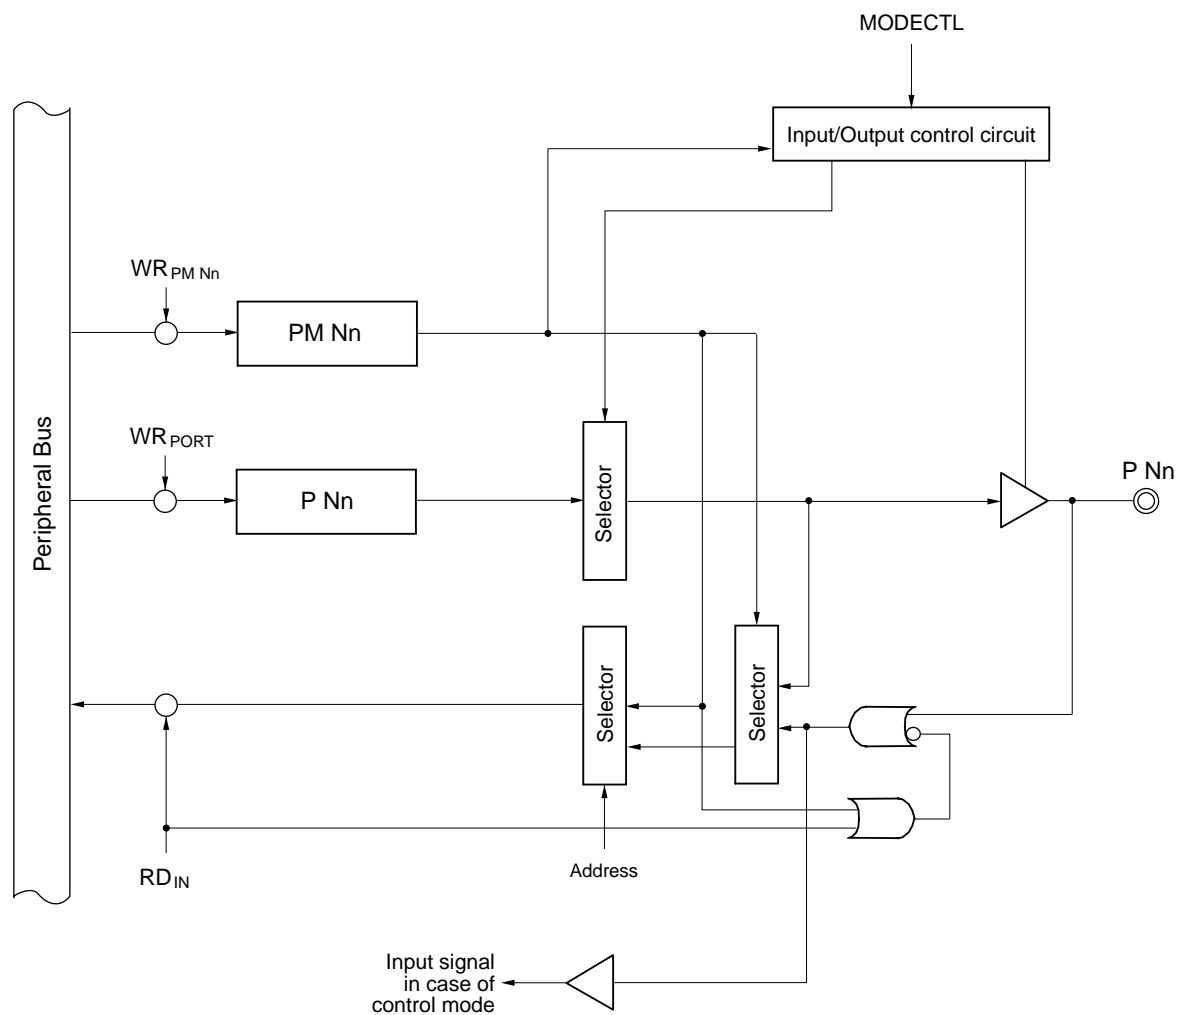 MODECTL
Input/Output control circuit
WR PM Nn
PM Nn
WR PORT
P Nn
Selector
P Nn
Peripheral Bus
Selector
Selector
RD IN
Address
Input signal
in case of
control mode